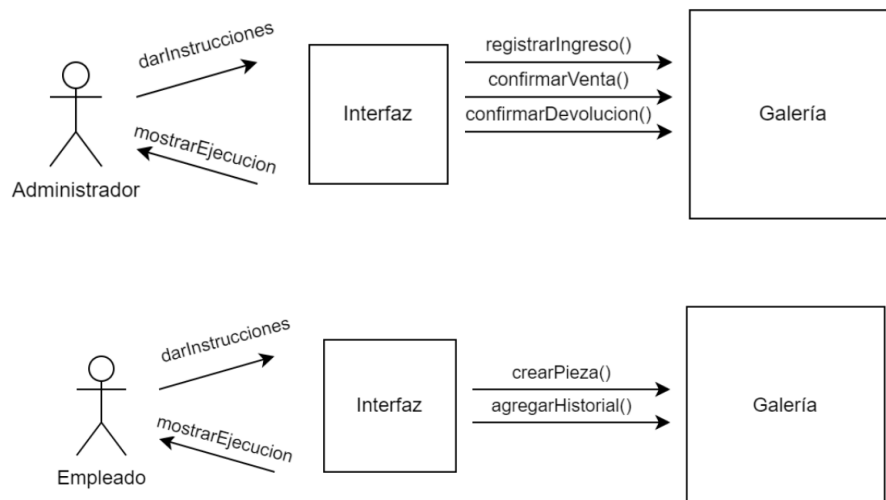 darInstrucciones
registrarIngreso()
confirmarVenta()
Interfaz
confirmarDevolucion()
Galería
mostrarEjecucion
Administrador
darInstrucciones
crearPieza()
Interfaz
agregarHistorial()
Galería
mostrarEjecucion
Empleado